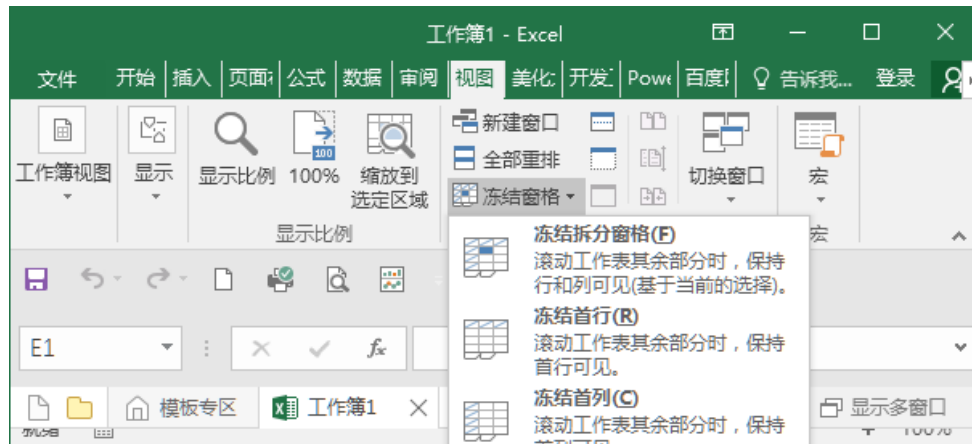 工作簿1 - Excel
文件 开始 插入 页面 公式 数据 审阅 视图 美化 开发 Pow 百度 告诉我... 登录
工作簿视图 显示 显示比例 100% 缩放到
选定区域
100
新建窗口
全部重排
冻结窗格
切换窗口 宏
显示比例 宏
冻结拆分窗格(F)
滚动工作表其余部分时，保持
行和列可见(基于当前的选择)。
冻结首行(R)
滚动工作表其余部分时，保持
首行可见。
冻结首列(C)
滚动工作表其余部分时，保持
E1 fx
模板专区 工作簿1 显示多窗口
100%